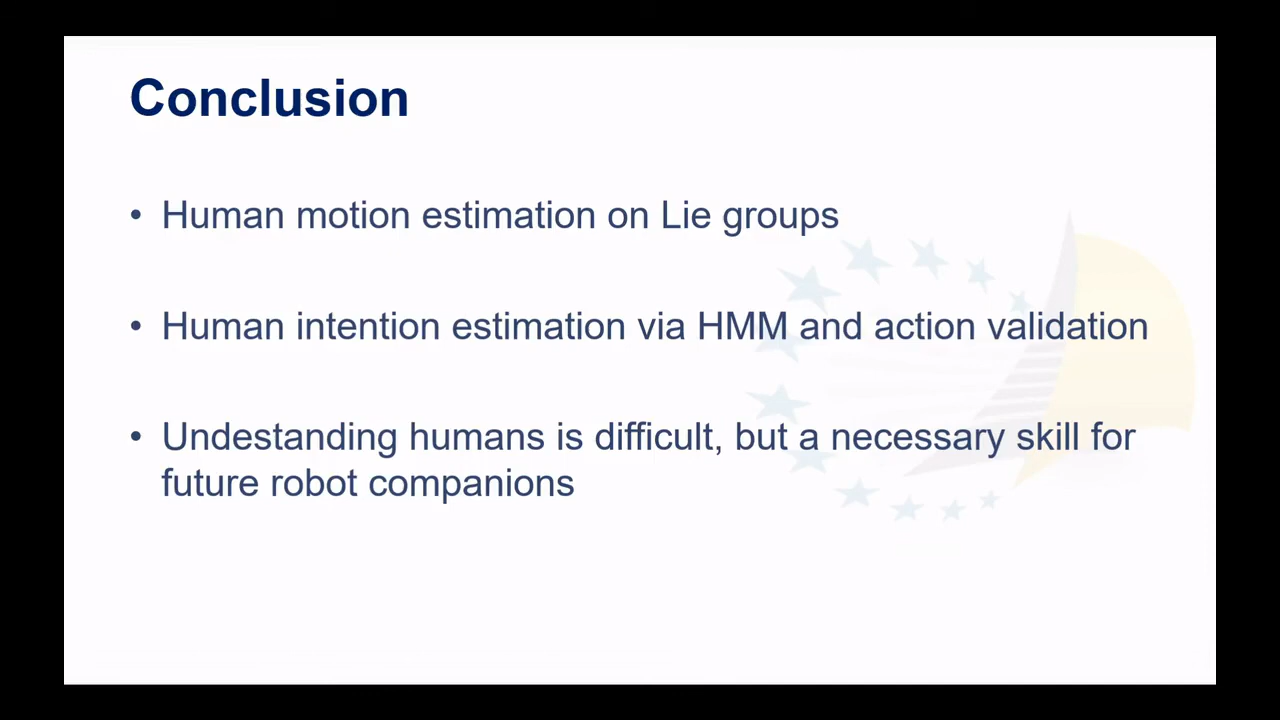 Conclusion
• Human motion estimation on Lie groups
• Human intention estimation via HMM and action validation
• Undestanding humans is difficult, but a necessary skill for
future robot companions